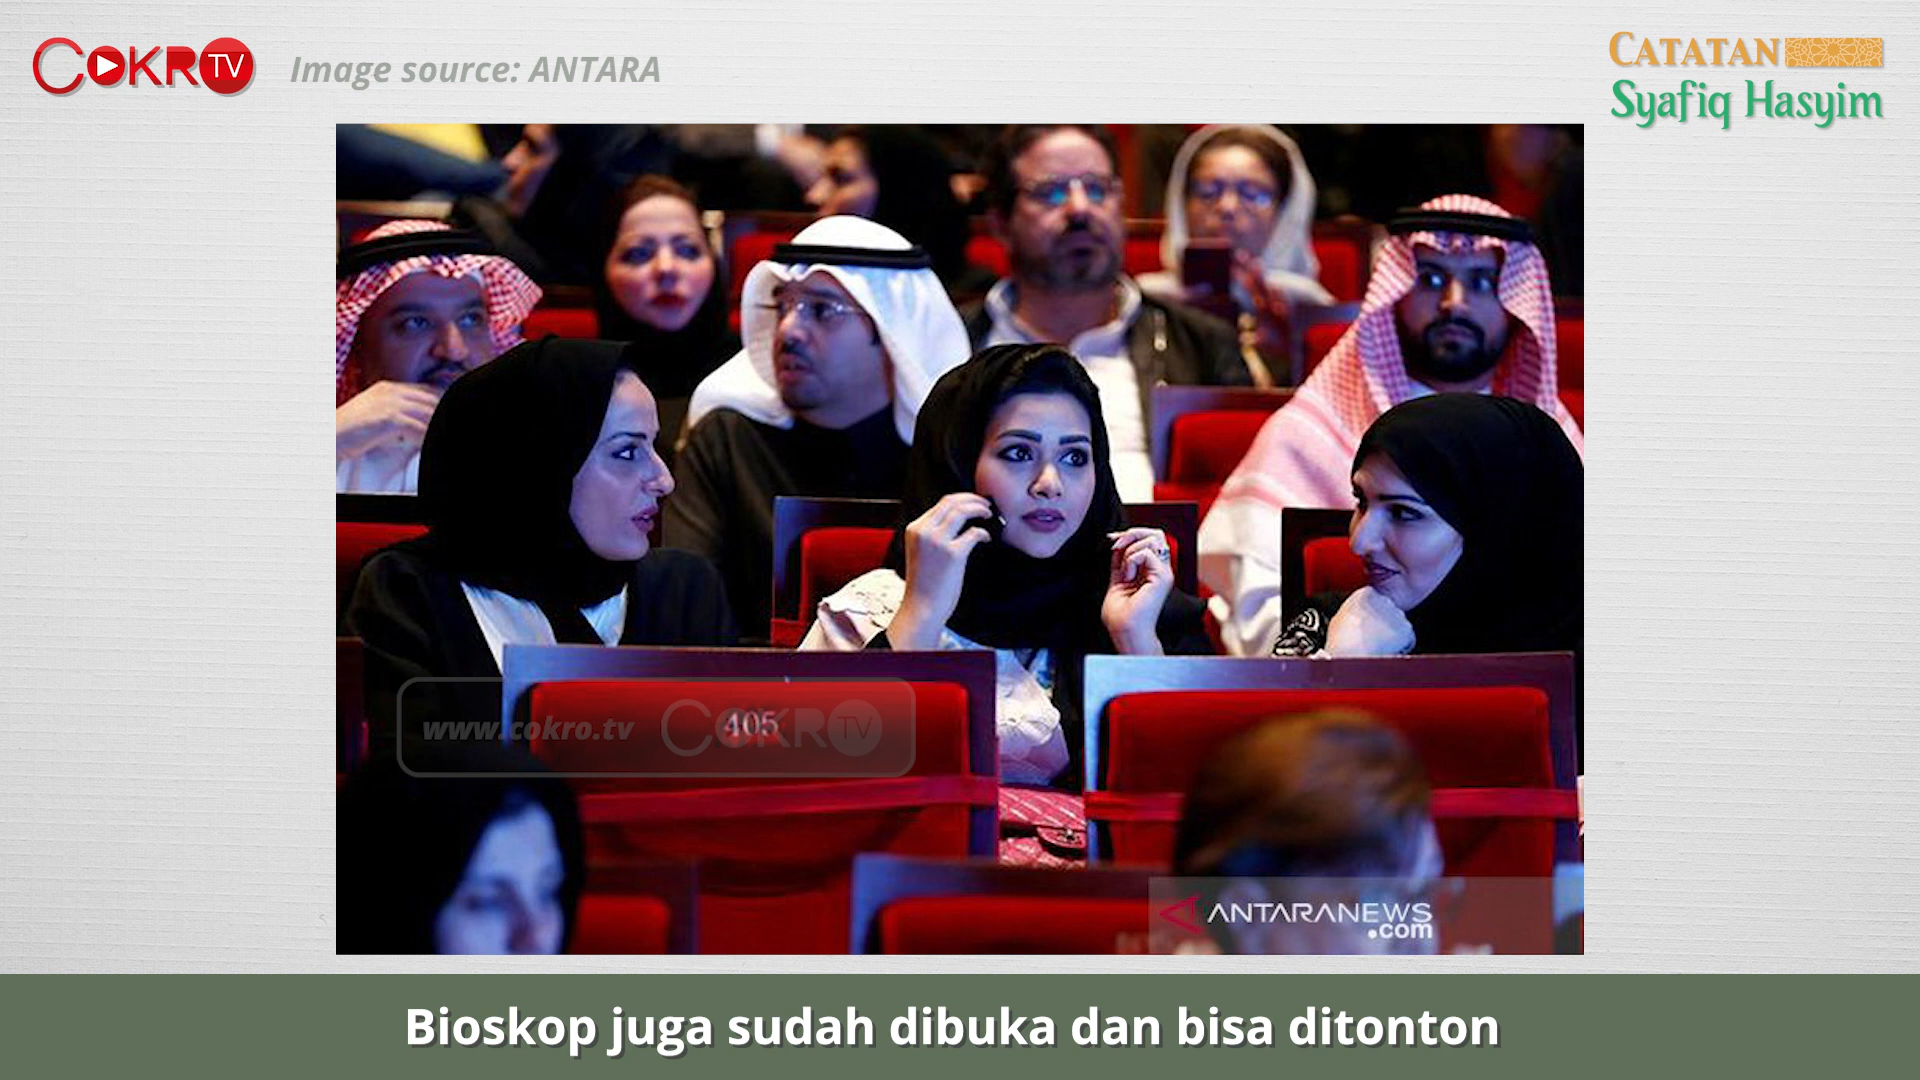 COKRO TV
Image source: ANTARA
CATATAN
Syafiq Hasyim
405
www.cokro.tv COKRO TV
ANTARANEWS
.com
Bioskop juga sudah dibuka dan bisa ditonton